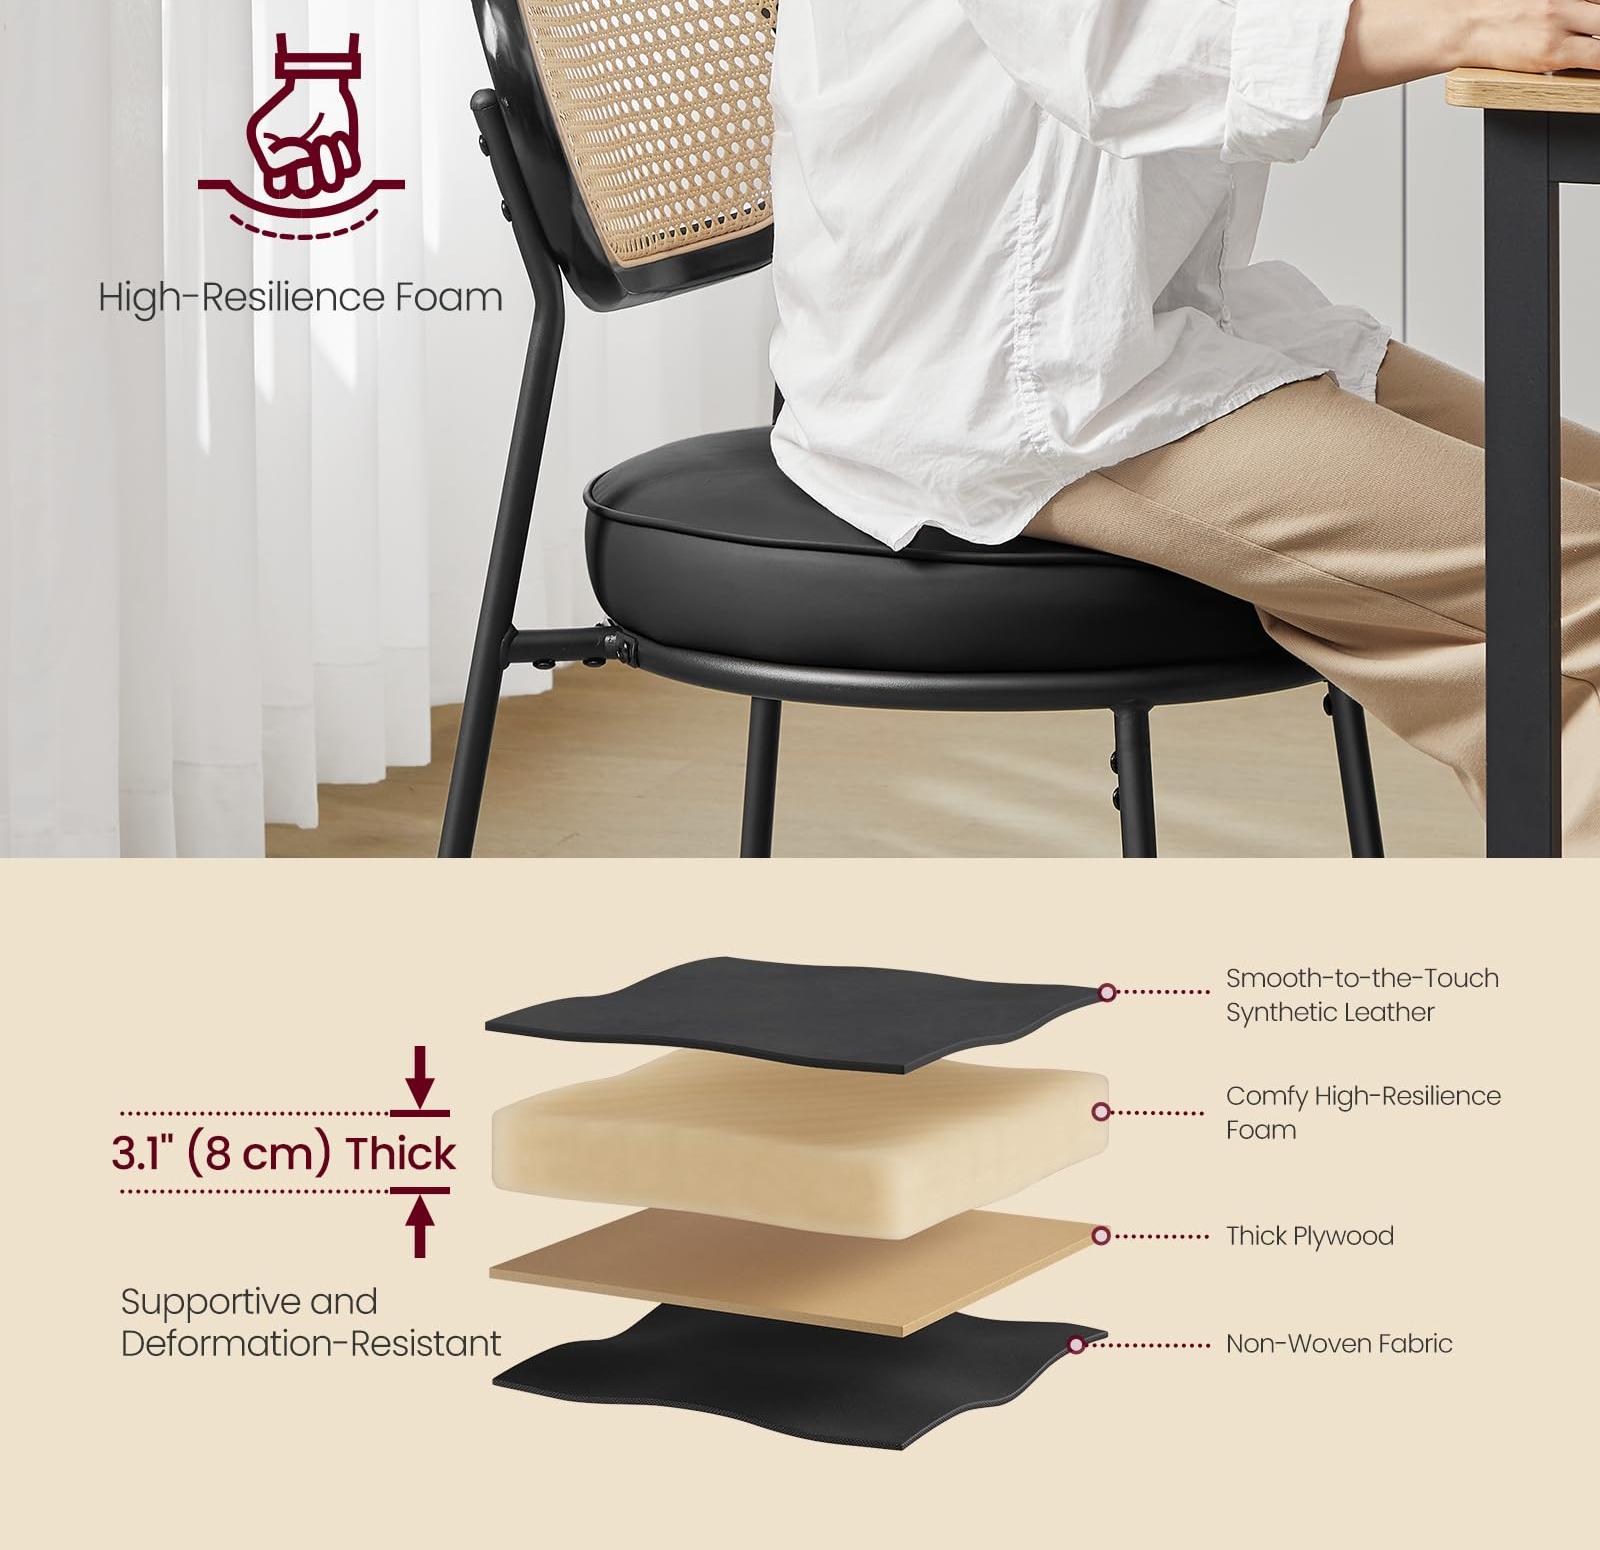 High-Resilience Foam
Smooth-to-the-Touch
Synthetic Leather
Comfy High-Resilience
Foam
3.1" (8 cm) Thick
Thick Plywood
Supportive and
Deformation-Resistant
Non-Woven Fabric